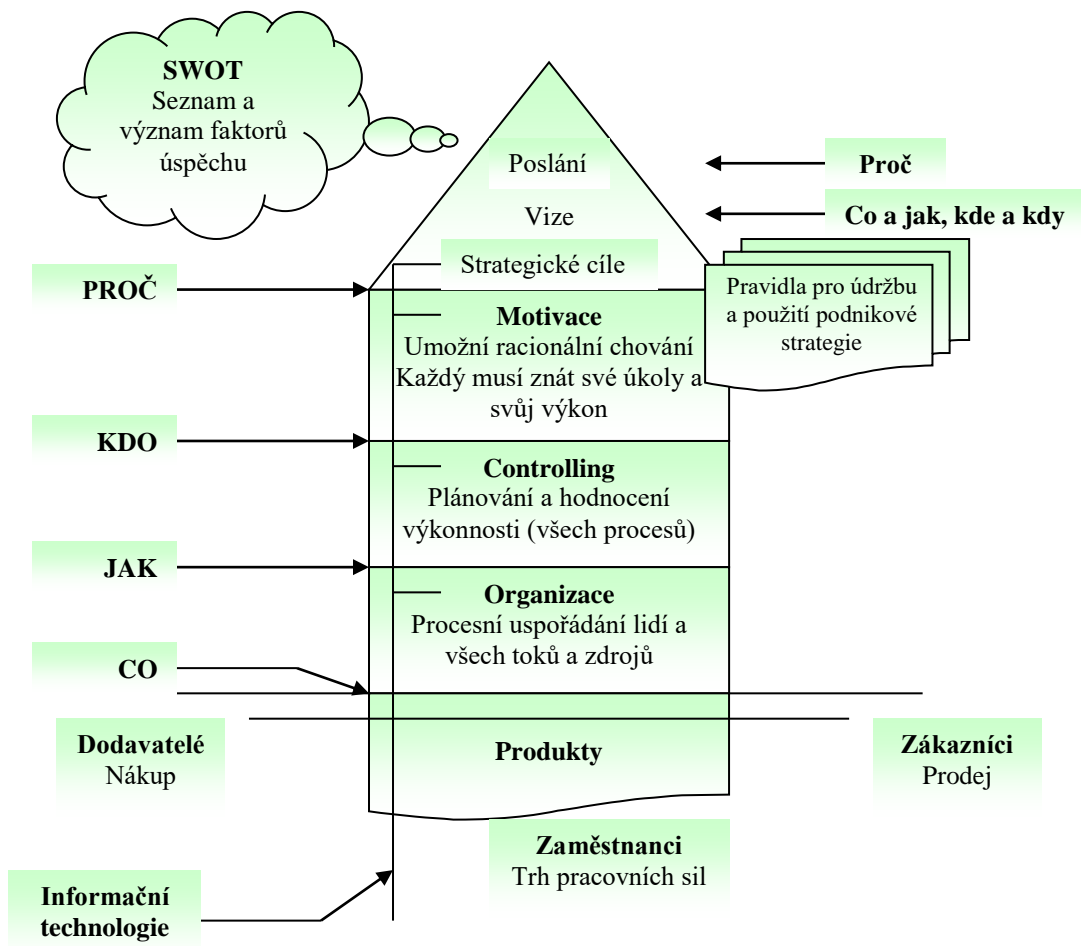 SWOT
Seznam a
význam faktorů
úspěchu
Poslání
Proč
Vize
Co a jak, kde a kdy
Strategické cíle
PROČ
Pravidla pro údržbu
a použití podnikové
strategie
Motivace
Umožní racionální chování
Každý musí znát své úkoly a
svůj výkon
KDO
Controlling
Plánování a hodnocení
výkonnosti (všech procesů)
JAK
Organizace
Procesní uspořádání lidí a
všech toků a zdrojů
CO
Dodavatelé
Nákup
Produkty
Zákazníci
Prodej
Zaměstnanci
Trh pracovních sil
Informační
technologie